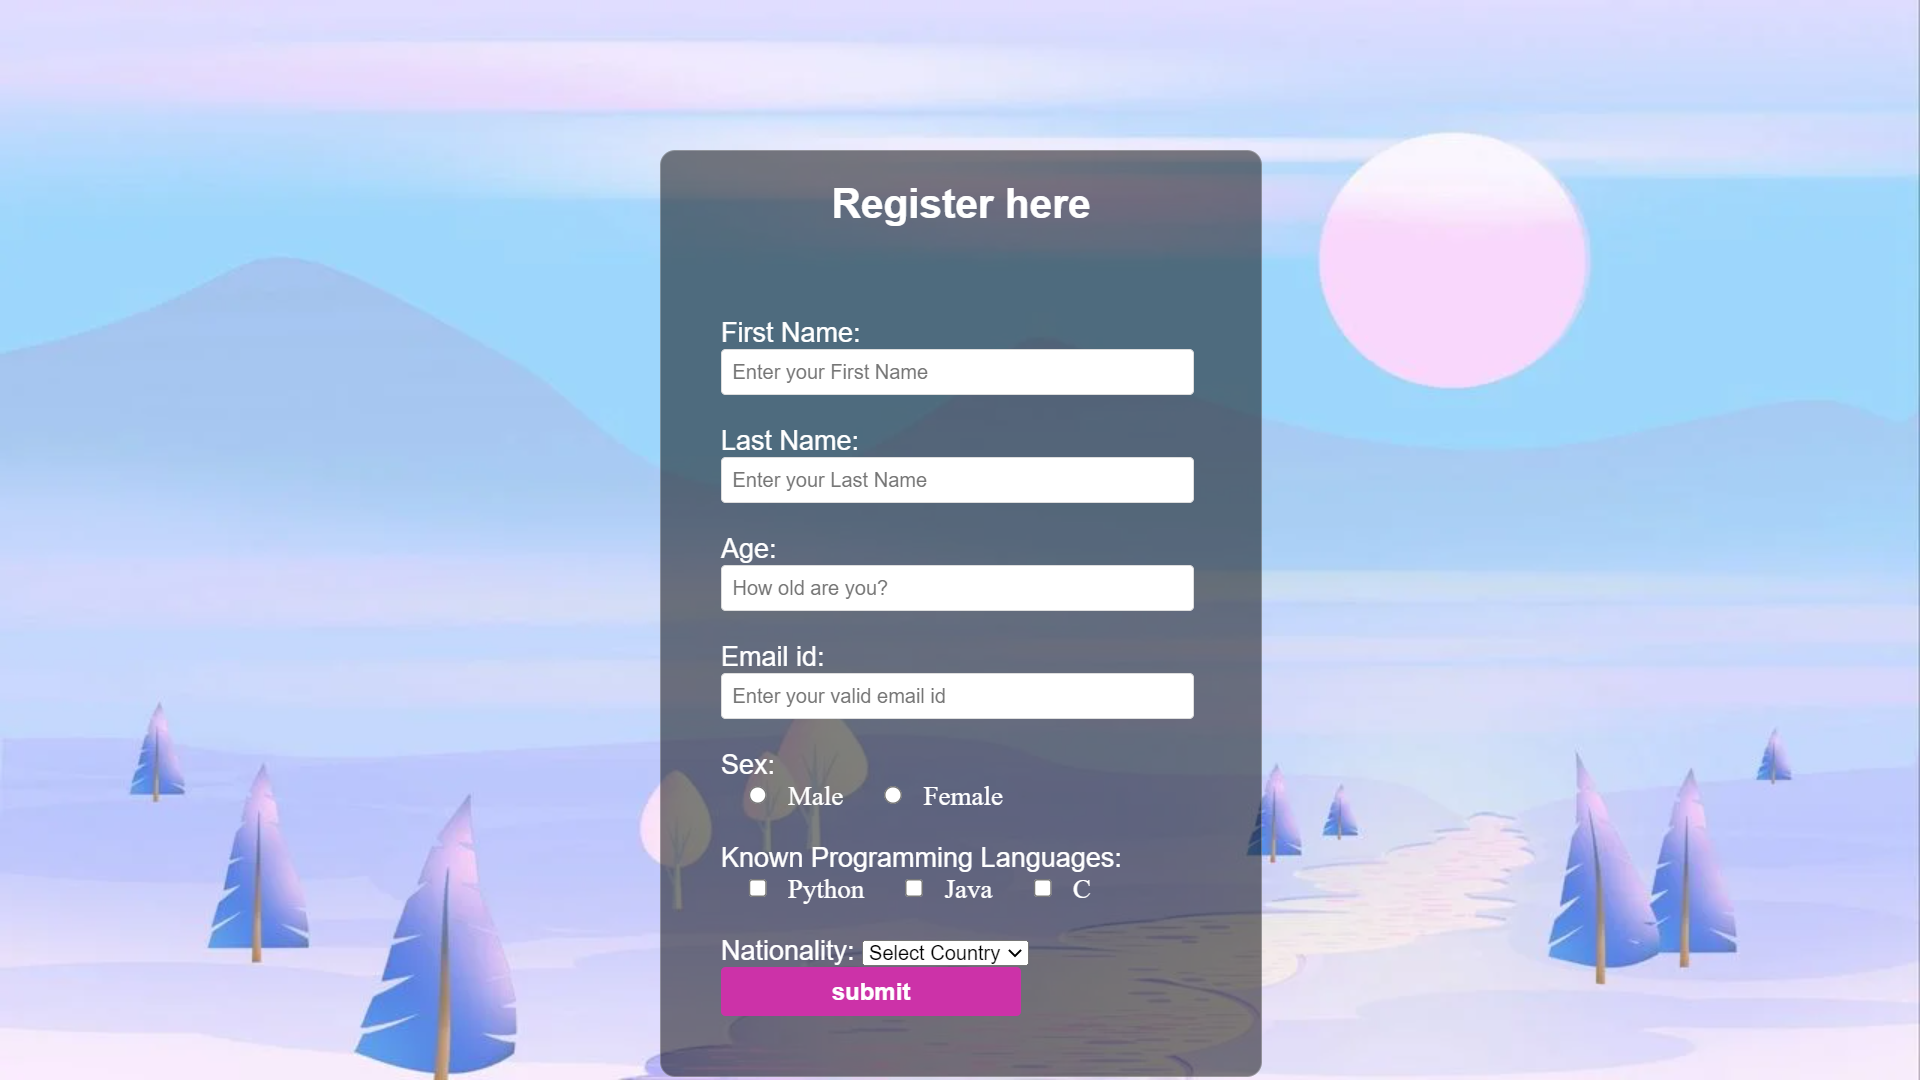 Register here
First Name:
Enter your First Name
Last Name:
Enter your Last Name
Age:
How old are you?
Email id:
Enter your valid email id
Sex:
Male Female
Known Programming Languages:
Python Java C
Nationality: Select Country
submit